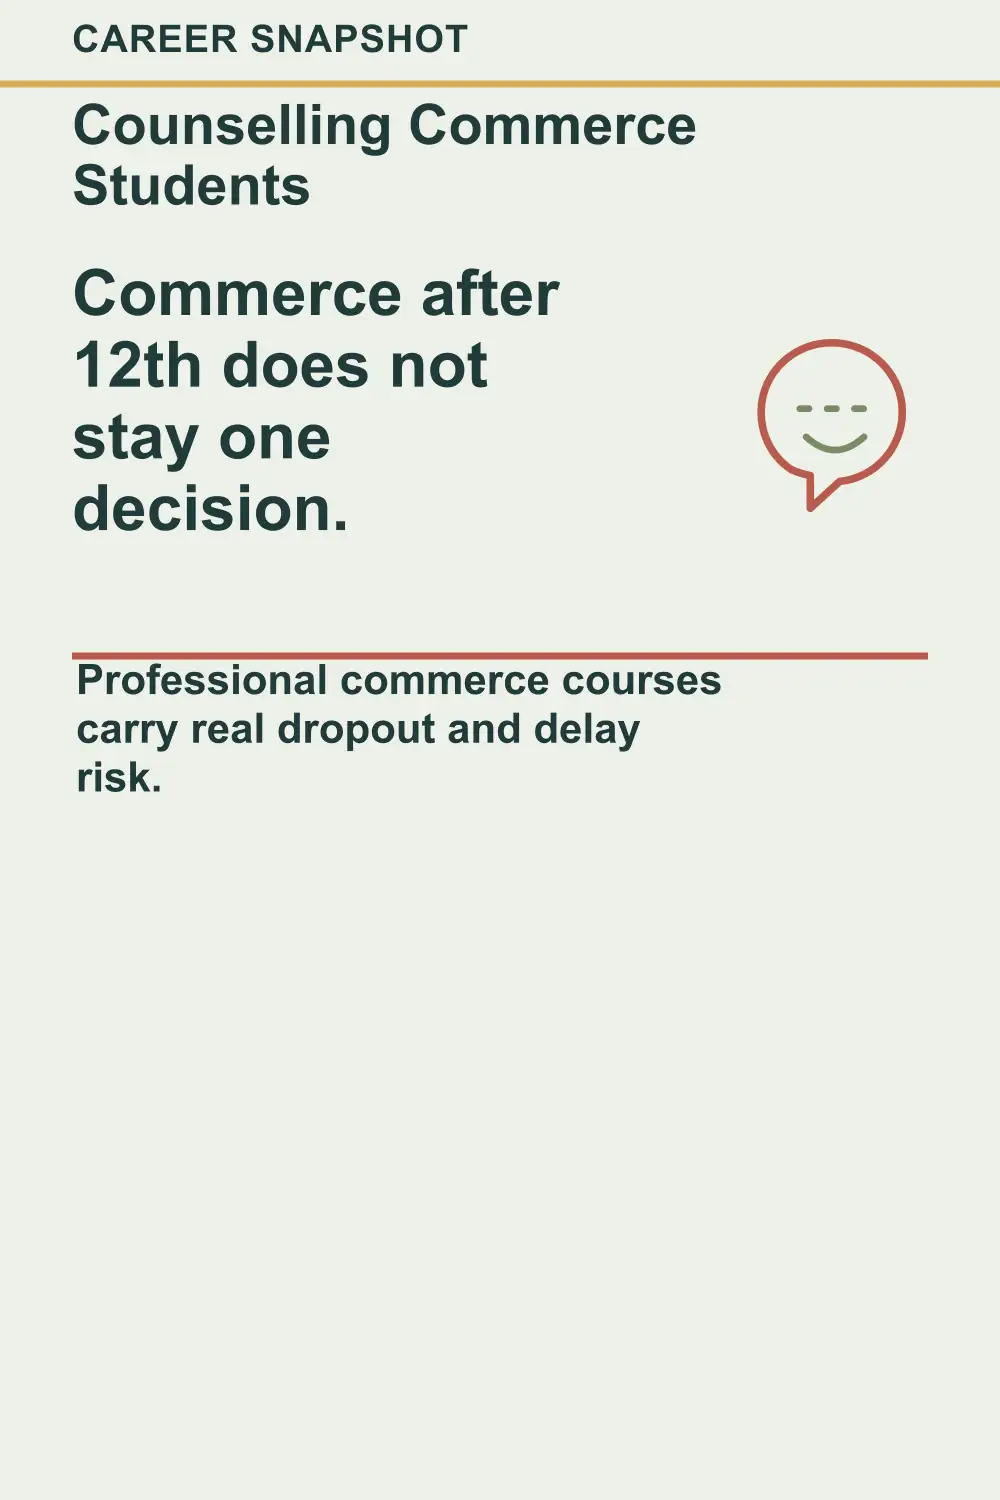 CAREER SNAPSHOT
Counselling Commerce
Students
Commerce after
12th does not
stay one
decision.
Professional commerce courses
carry real dropout and delay
risk.